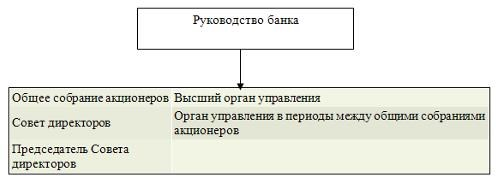 Руководство банка
Общее собрание акционеров Высший орган управления
Совет директоров Орган управления в периоды между общими собраниями
акционеров
Председатель Совета
директоров